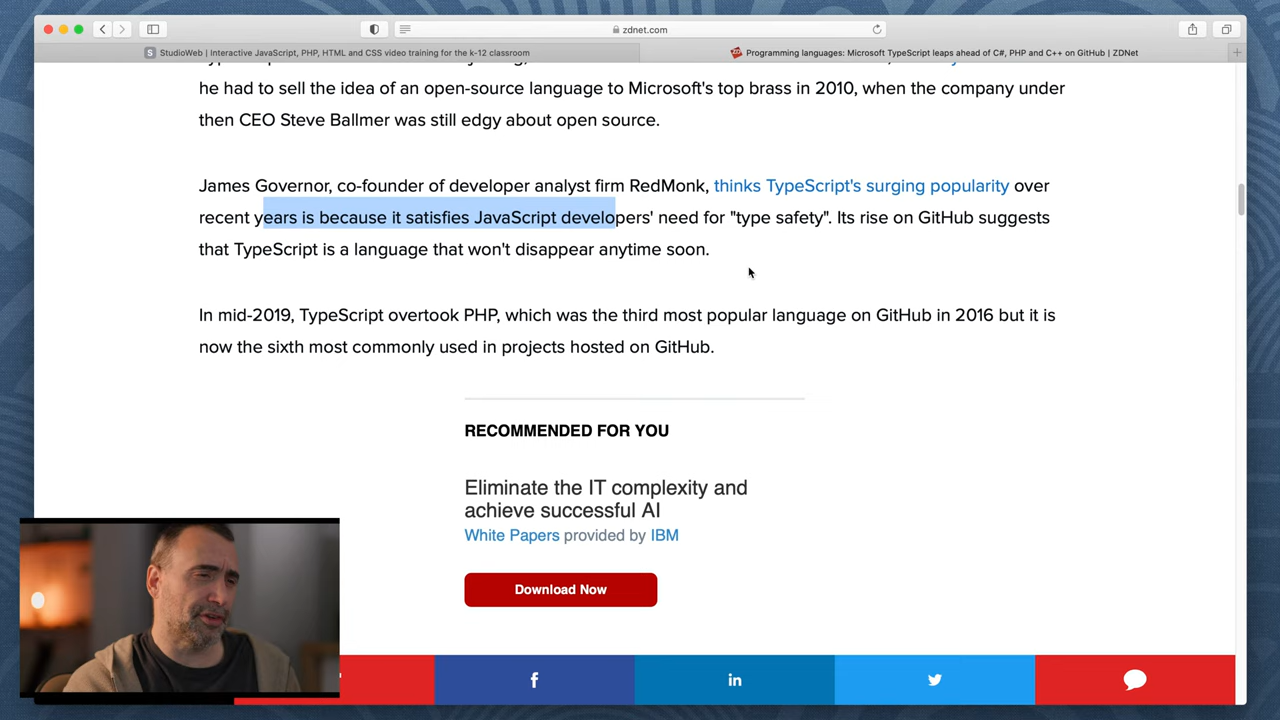 zdnet.com
StudioWeb | Interactive JavaScript, PHP, HTML and CSS video training for the k-12 classroom
Programming languages: Microsoft TypeScript leaps ahead of C#, PHP and C++ on GitHub | ZDNet
he had to sell the idea of an open-source language to Microsoft's top brass in 2010, when the company under
then CEO Steve Ballmer was still edgy about open source.
James Governor, co-founder of developer analyst firm RedMonk, thinks TypeScript's surging popularity over
recent years is because it satisfies JavaScript developers' need for "type safety". Its rise on GitHub suggests
that TypeScript is a language that won't disappear anytime soon.
In mid-2019, TypeScript overtook PHP, which was the third most popular language on GitHub in 2016 but it is
now the sixth most commonly used in projects hosted on GitHub.
RECOMMENDED FOR YOU
Eliminate the IT complexity and
achieve successful AI
White Papers provided by IBM
Download Now